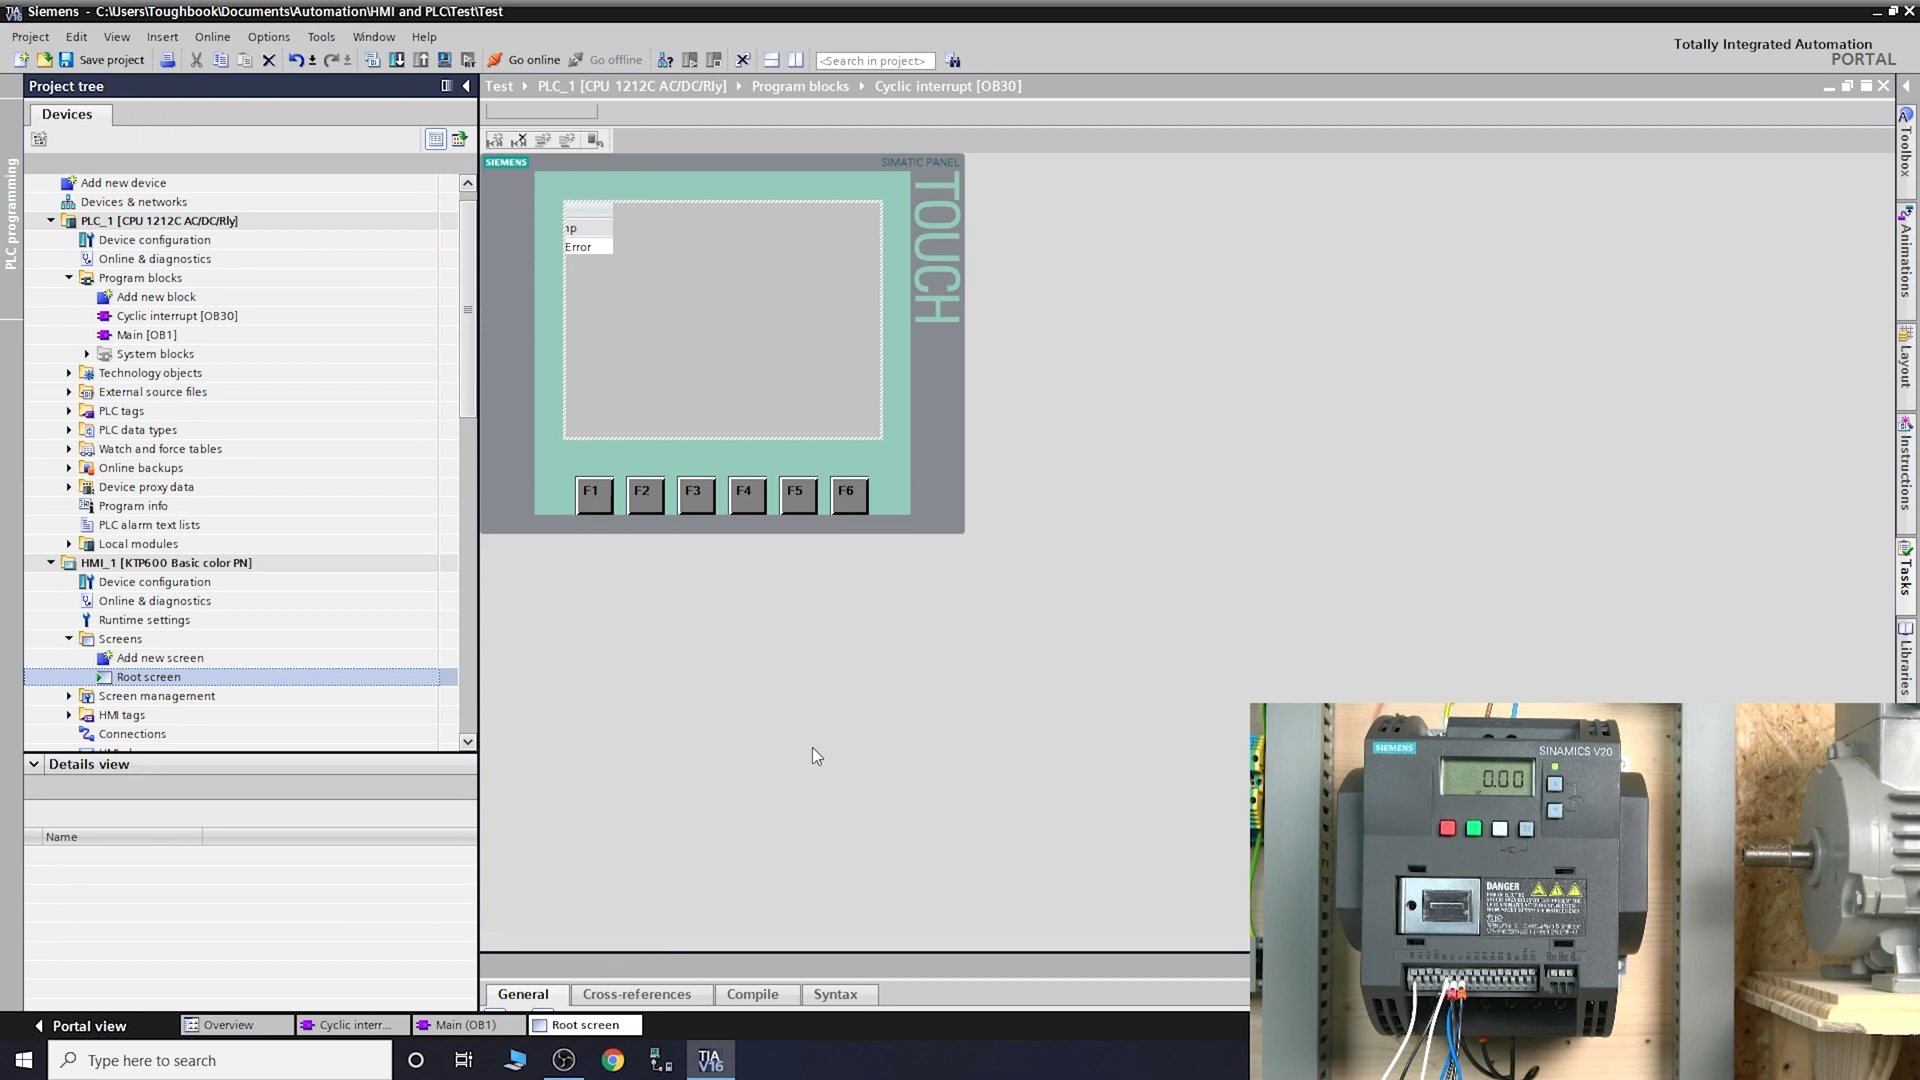 Siemens - C:\Users\Toughbook\Documents\Automation\HMI and PLC\Test\Test
Project Edit View Insert Online Options Tools Window Help
Totally Integrated Automation
PORTAL
Save project
Go online
Go offline
<Search in project>
Project tree
Test PLC_1 [CPU 1212C AC/DC/Rly] Program blocks Cyclic interrupt [OB30]
Devices
PLC programming
Add new device
Devices & networks
PLC_1 [CPU 1212C AC/DC/Rly]
Device configuration
Online & diagnostics
Program blocks
Add new block
Cyclic interrupt [OB30]
Main [OB1]
System blocks
Technology objects
External source files
PLC tags
PLC data types
Watch and force tables
Online backups
Device proxy data
Program info
PLC alarm text lists
Local modules
HMI_1 [KTP600 Basic color PN]
Device configuration
Online & diagnostics
Runtime settings
Screens
Add new screen
Root screen
Screen management
HMI tags
Connections
Details view
Name
SIEMENS
SIMATIC PANEL
TOUCH
Error
F1 F2 F3 F4 F5 F6
Toolbox
Animations
Layout
Instructions
Tasks
Libraries
General Cross-references Compile Syntax
Portal view
Overview
Cyclic interr...
Main (OB1)
Root screen
Type here to search
TIA
V16
SIEMENS
SINAMICS V20
0.00
DANGER